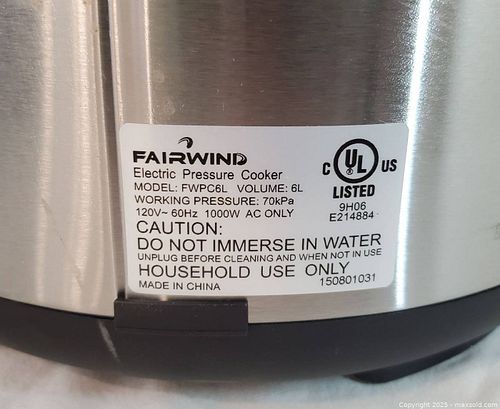 FAIRWIND
Electric Pressure Cooker
MODEL: FWPC6L VOLUME: 6L
WORKING PRESSURE: 70kPa
120V~ 60Hz 1000W AC ONLY
C UL US
LISTED
9H06
E214884
CAUTION:
DO NOT IMMERSE IN WATER
UNPLUG BEFORE CLEANING AND WHEN NOT IN USE
HOUSEHOLD USE ONLY
MADE IN CHINA
150801031
Copyright © 2025 - maxsold.com